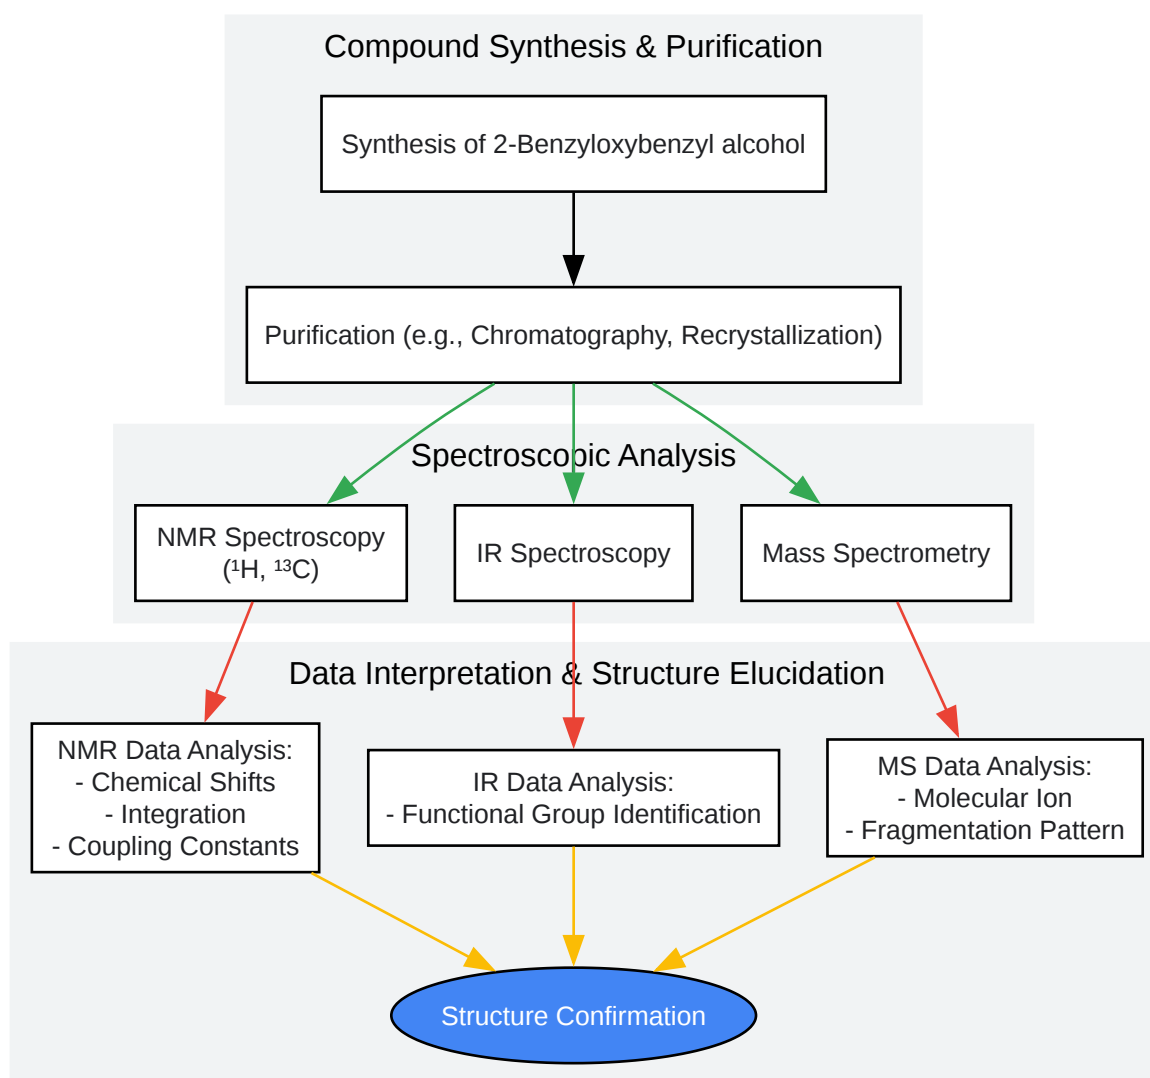 Compound Synthesis & Purification
Synthesis of 2-Benzyloxybenzyl alcohol
Purification (e.g., Chromatography, Recrystallization)
Spectroscopic Analysis
NMR Spectroscopy
(¹H, ¹³C)
IR Spectroscopy
Mass Spectrometry
Data Interpretation & Structure Elucidation
NMR Data Analysis:
- Chemical Shifts
- Integration
- Coupling Constants
IR Data Analysis:
- Functional Group Identification
MS Data Analysis:
- Molecular Ion
- Fragmentation Pattern
Structure Confirmation